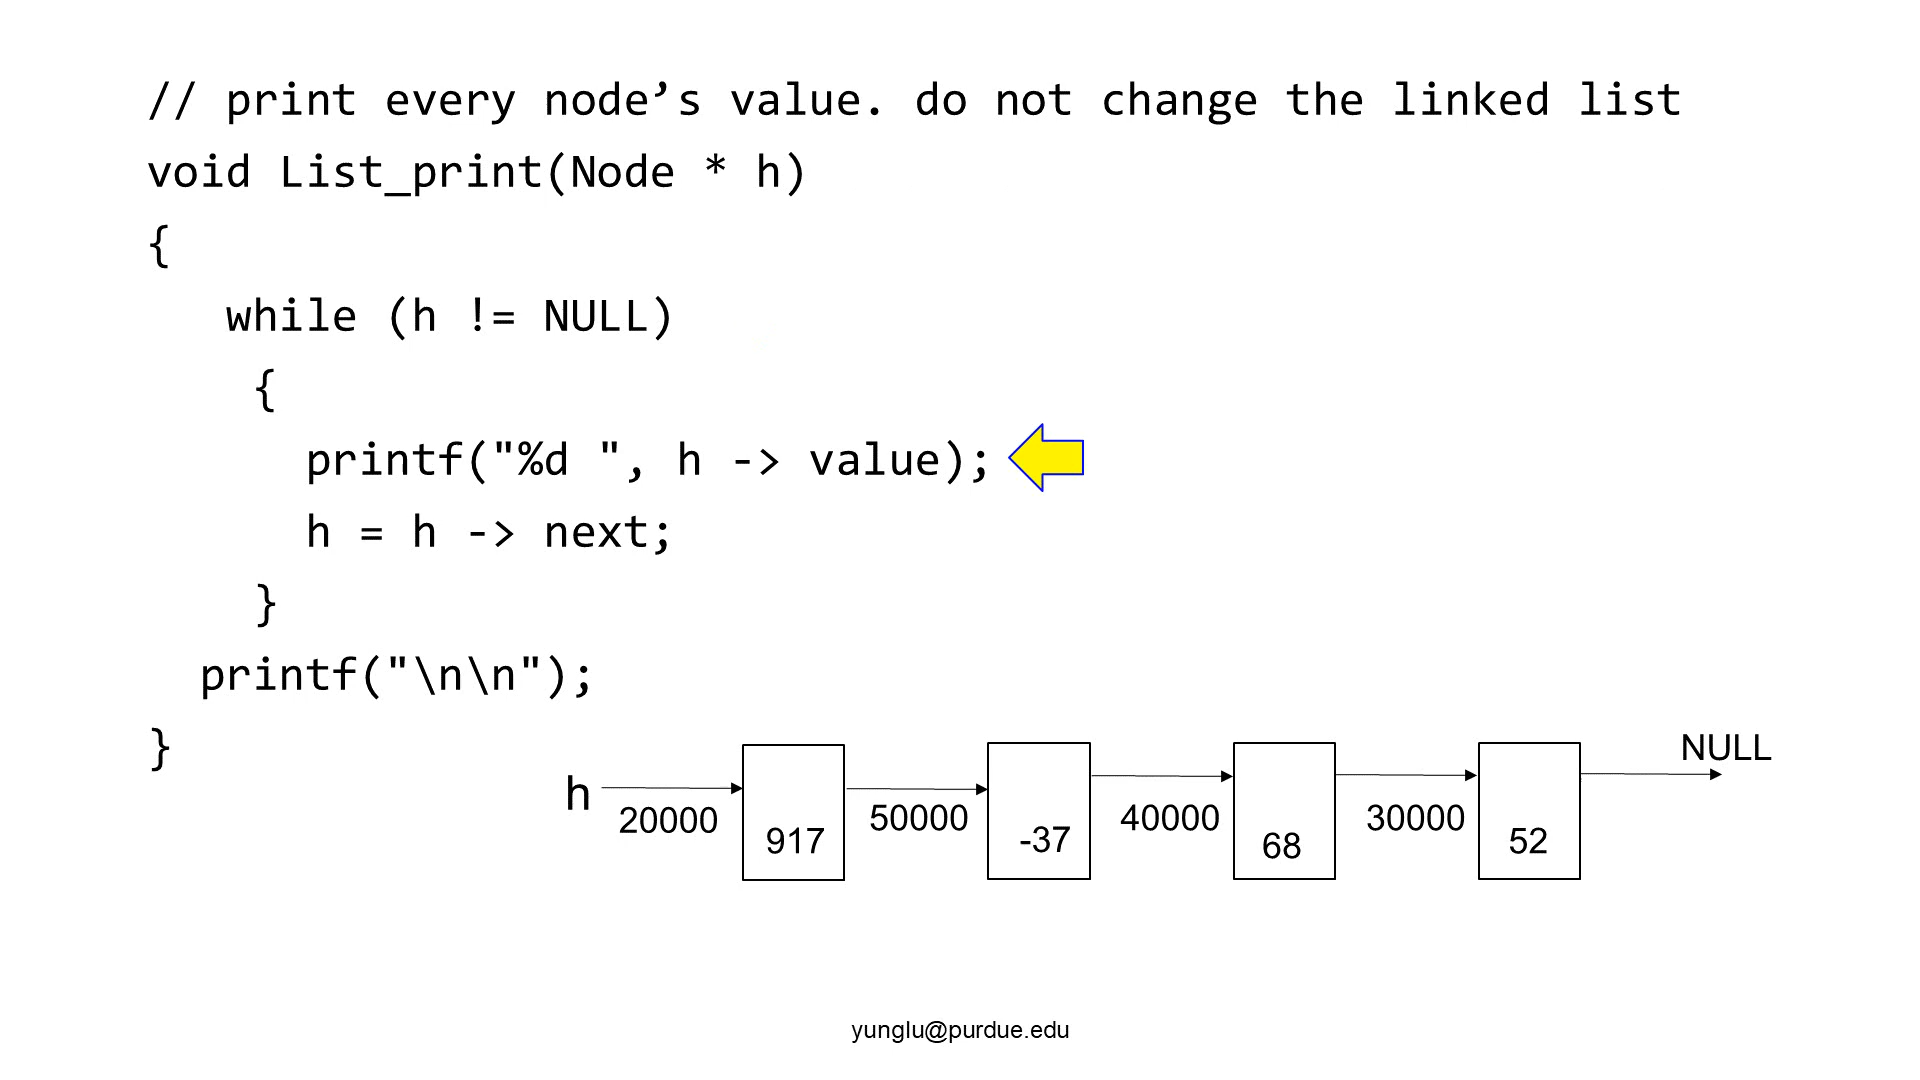 // print every node’s value. do not change the linked list
void List_print(Node * h)
{
while (h != NULL)
{
printf("%d ", h -> value);
h = h -> next;
}
printf("\n\n");
}
NULL
h
20000
50000
40000
30000
917
-37
68
52
yunglu@purdue.edu